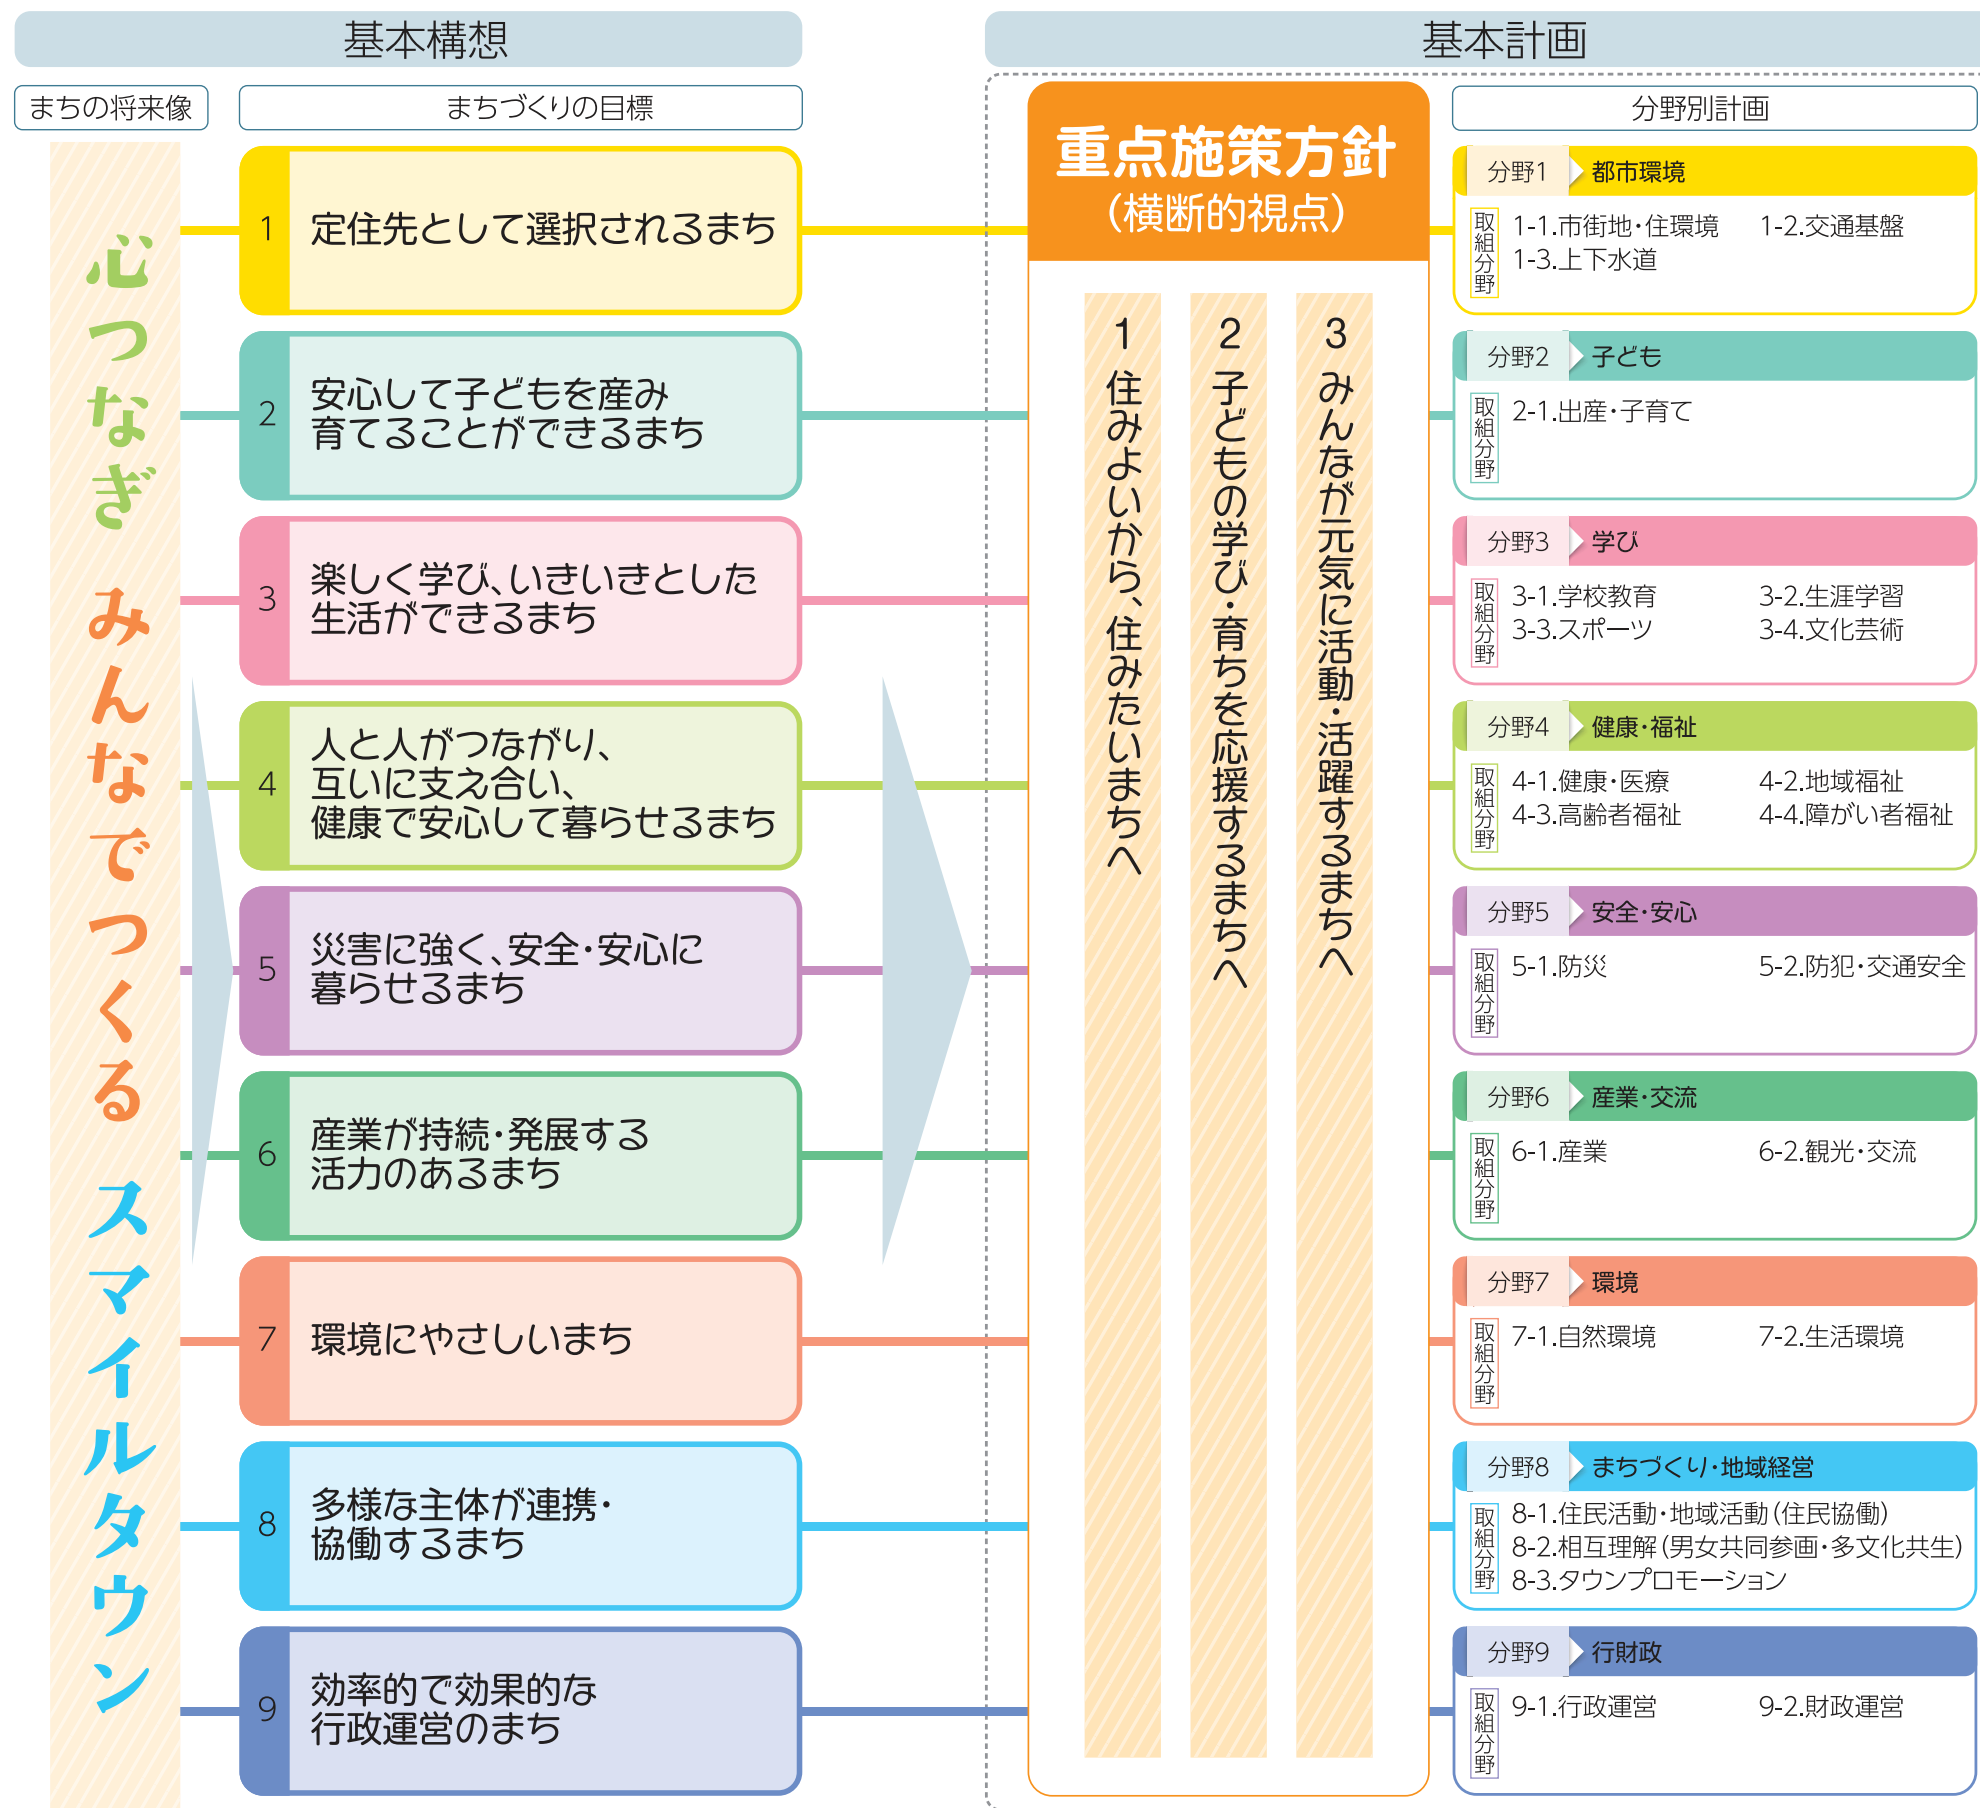 基本構想
まちの将来像
まちづくりの目標
心つなぎ みんなでつくる スマイルタウン
1
定住先として選択されるまち
2
安心して子どもを産み
育てることができるまち
3
楽しく学び、いきいきとした
生活ができるまち
4
人と人がつながり、
互いに支え合い、
健康で安心して暮らせるまち
5
災害に強く、安全・安心に
暮らせるまち
6
産業が持続・発展する
活力のあるまち
7
環境にやさしいまち
8
多様な主体が連携・
協働するまち
9
効率的で効果的な
行政運営のまち
基本計画
重点施策方針
(横断的視点)
1 住みよいから、住みたいまちへ
2 子どもの学び・育ちを応援するまちへ
3 みんなが元気に活動・活躍するまちへ
分野別計画
分野1 都市環境
取組分野
1-1.市街地・住環境 1-2.交通基盤
1-3.上下水道
分野2 子ども
取組分野
2-1.出産・子育て
分野3 学び
取組分野
3-1.学校教育 3-2.生涯学習
3-3.スポーツ 3-4.文化芸術
分野4 健康・福祉
取組分野
4-1.健康・医療 4-2.地域福祉
4-3.高齢者福祉 4-4.障がい者福祉
分野5 安全・安心
取組分野
5-1.防災 5-2.防犯・交通安全
分野6 産業・交流
取組分野
6-1.産業 6-2.観光・交流
分野7 環境
取組分野
7-1.自然環境 7-2.生活環境
分野8 まちづくり・地域経営
取組分野
8-1.住民活動・地域活動(住民協働)
8-2.相互理解(男女共同参画・多文化共生)
8-3.タウンプロモーション
分野9 行財政
取組分野
9-1.行政運営 9-2.財政運営